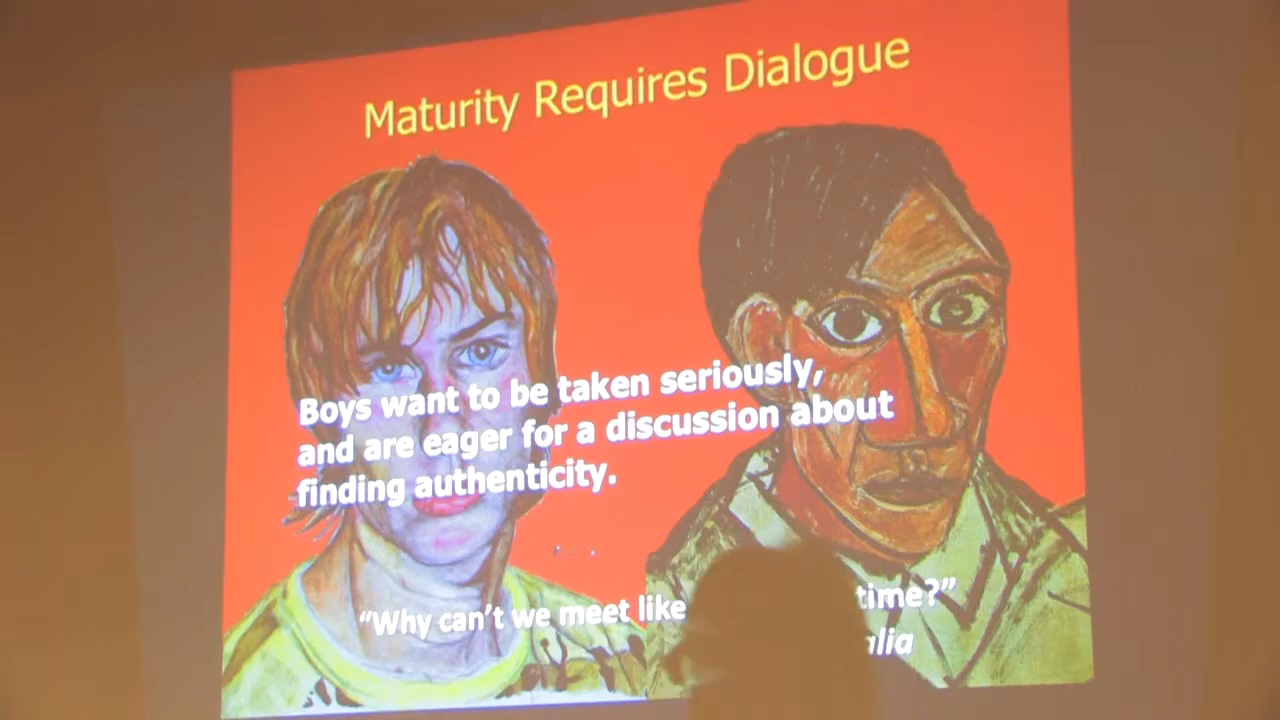 Maturity Requires Dialogue
Boys want to be taken seriously,
and are eager for a discussion about
finding authenticity.
“Why can’t we meet like
time?”